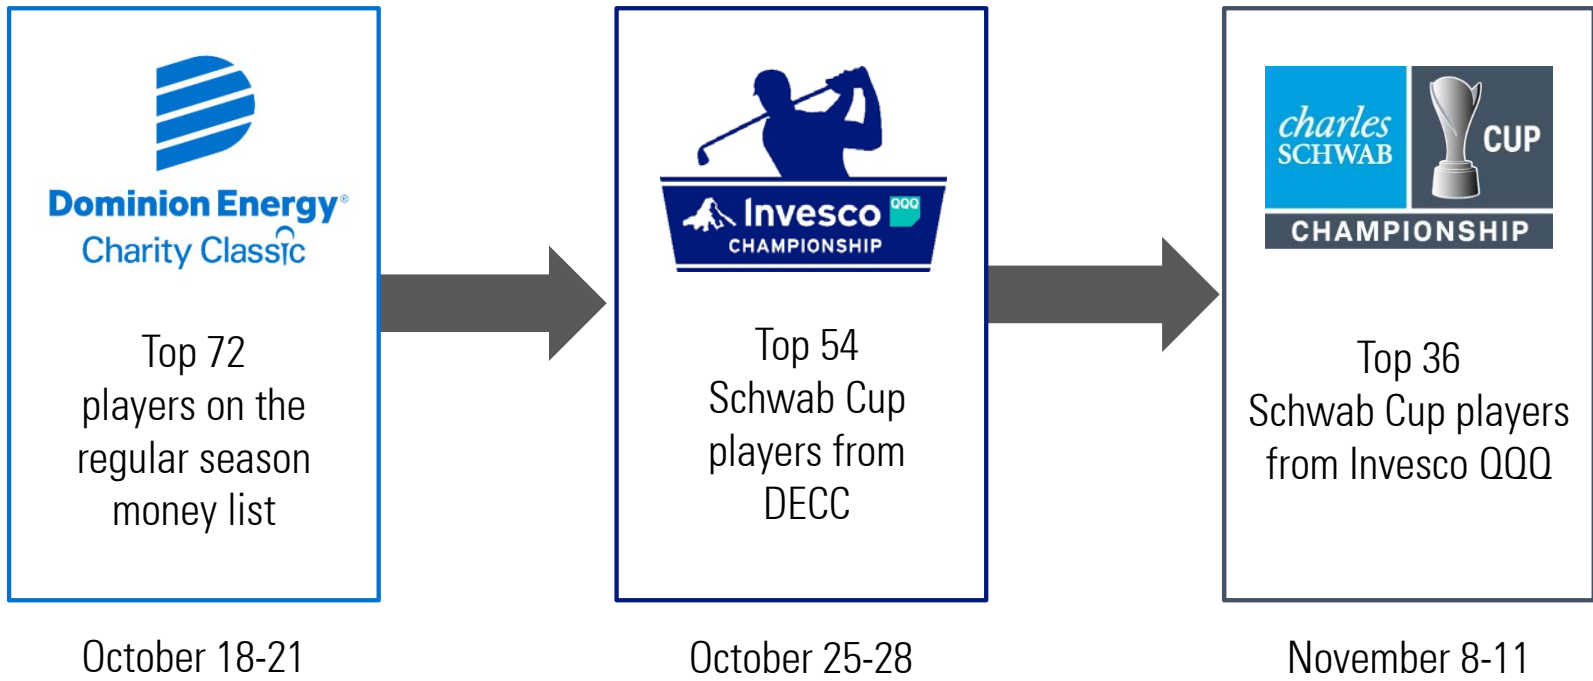 Dominion Energy®
Charity Classic
Top 72
players on the
regular season
money list
October 18-21
Invesco QQQ
CHAMPIONSHIP
Top 54
Schwab Cup
players from
DECC
October 25-28
charles
SCHWAB
CUP
CHAMPIONSHIP
Top 36
Schwab Cup players
from Invesco QQQ
November 8-11